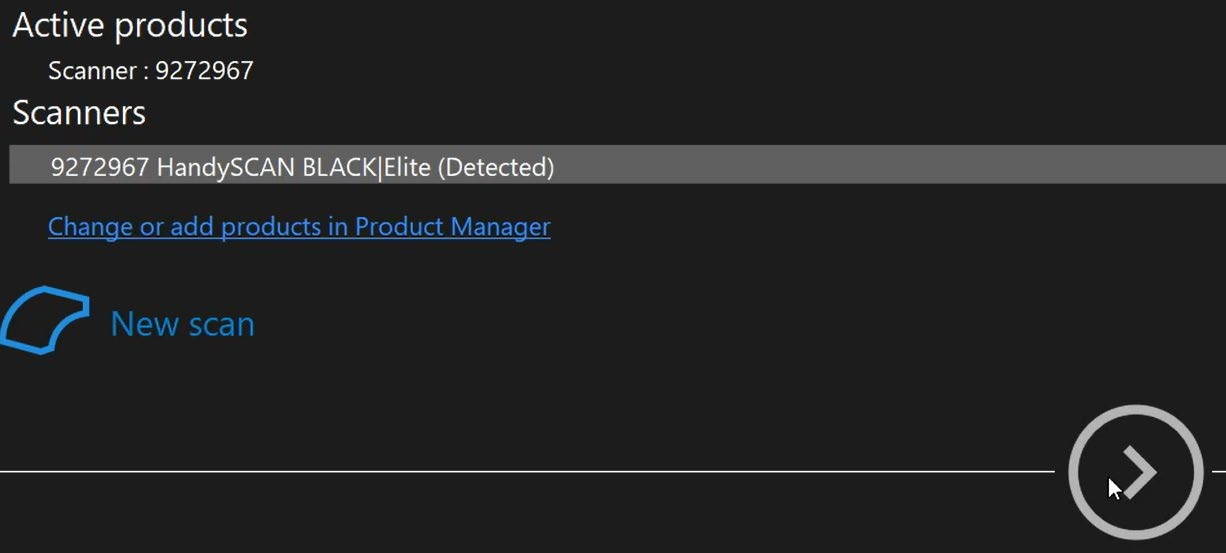 Active products
Scanner : 9272967
Scanners
9272967 HandySCAN BLACK|Elite (Detected)
Change or add products in Product Manager
New scan